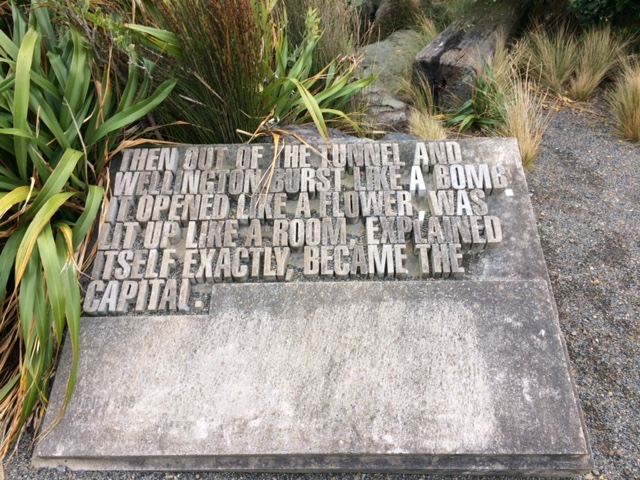 THEN OUT OF THE TUNNEL AND
WELLINGTON BURST LIKE A BOMB.
IT OPENED LIKE A FLOWER, WAS
LIT UP LIKE A ROOM, EXPLAINED
ITSELF EXACTLY, BECAME THE
CAPITAL.